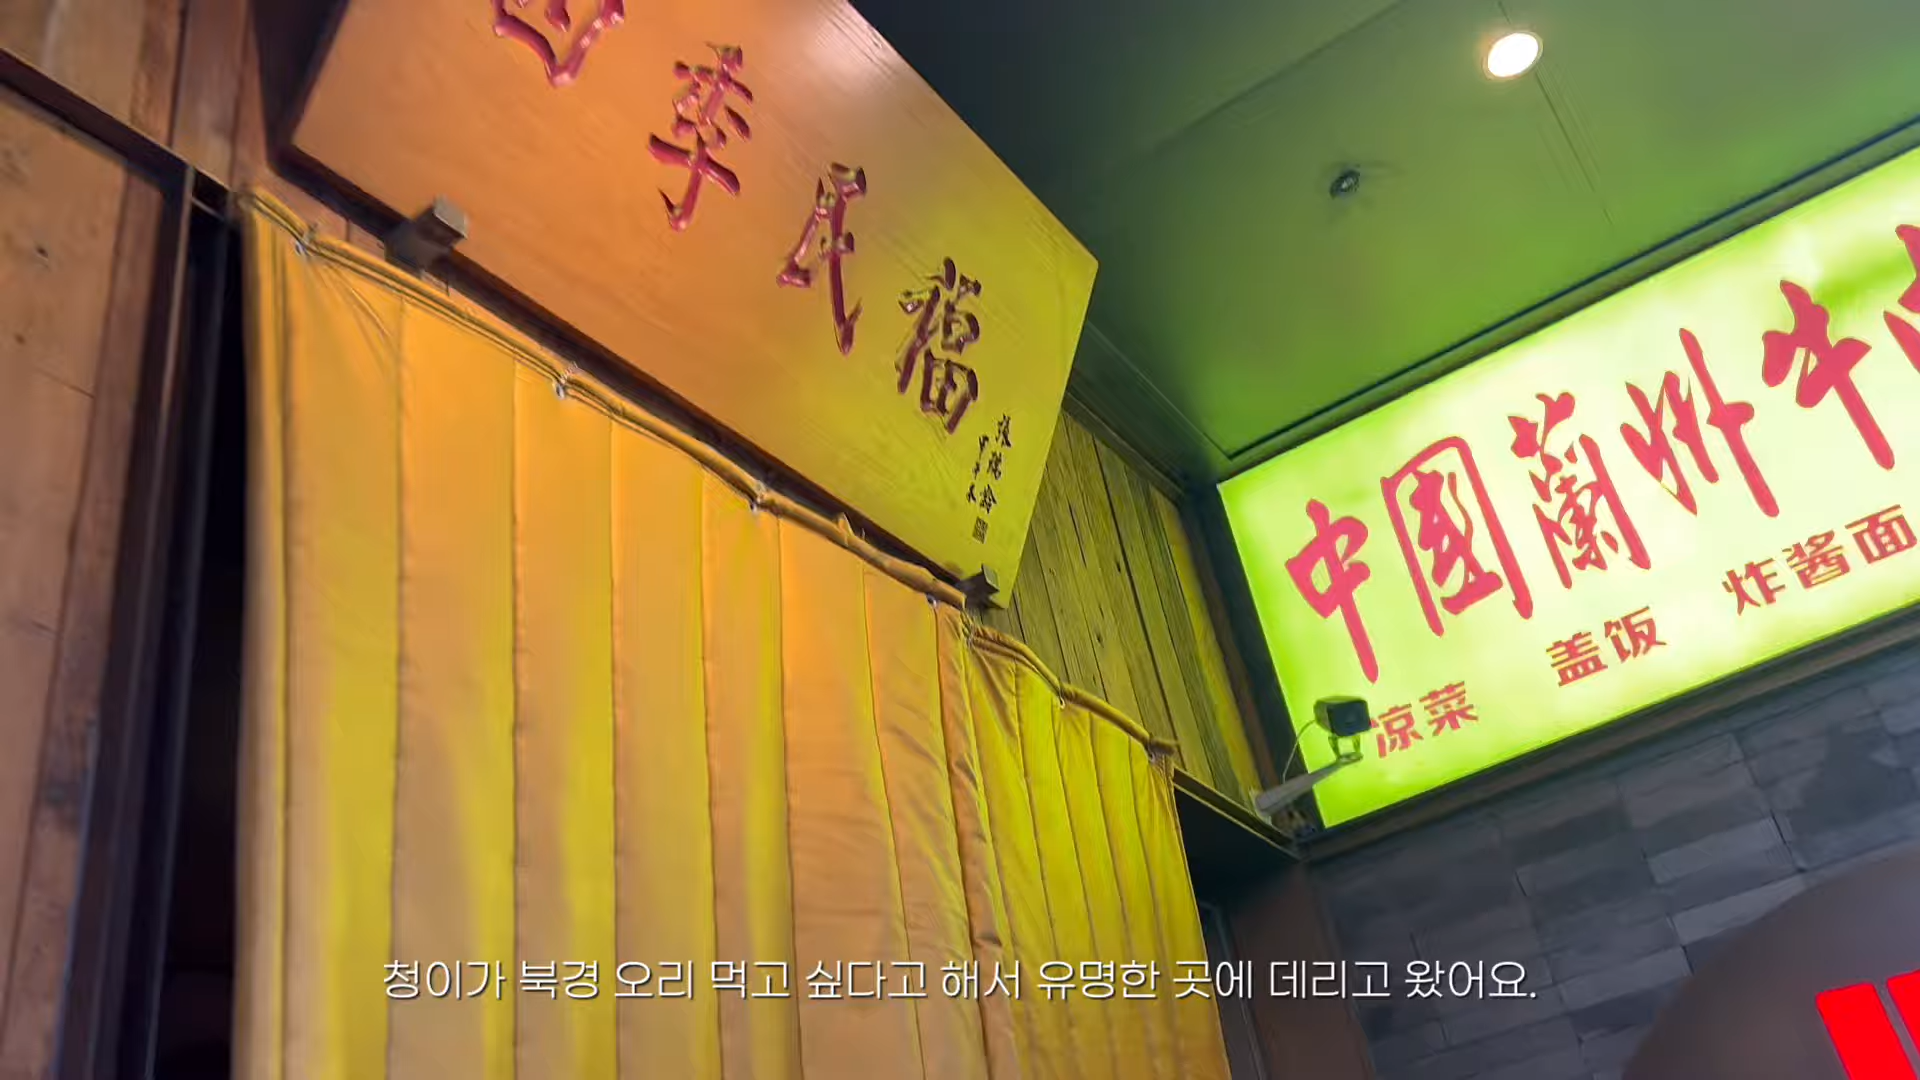 四季民福
中國蘭州牛
凉菜 盖饭 炸酱面
청이가 북경 오리 먹고 싶다고 해서 유명한 곳에 데리고 왔어요.